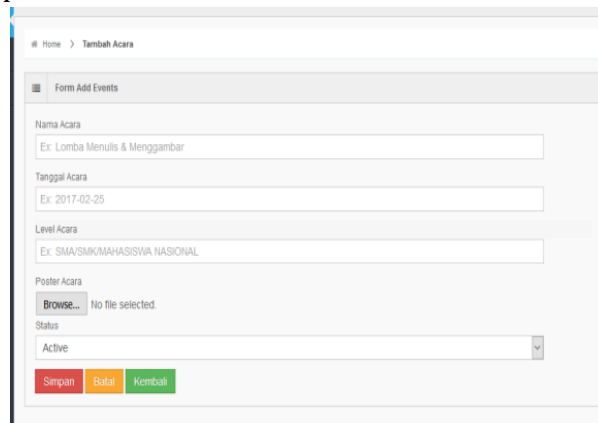 Home > Tambah Acara
Form Add Events
Nama Acara
Ex: Lomba Menulis & Menggambar
Tanggal Acara
Ex: 2017-02-25
Level Acara
Ex: SMA/SMK/MAHASISWA NASIONAL
Poster Acara
Browse... No file selected.
Status
Active
Simpan Batal Kembali